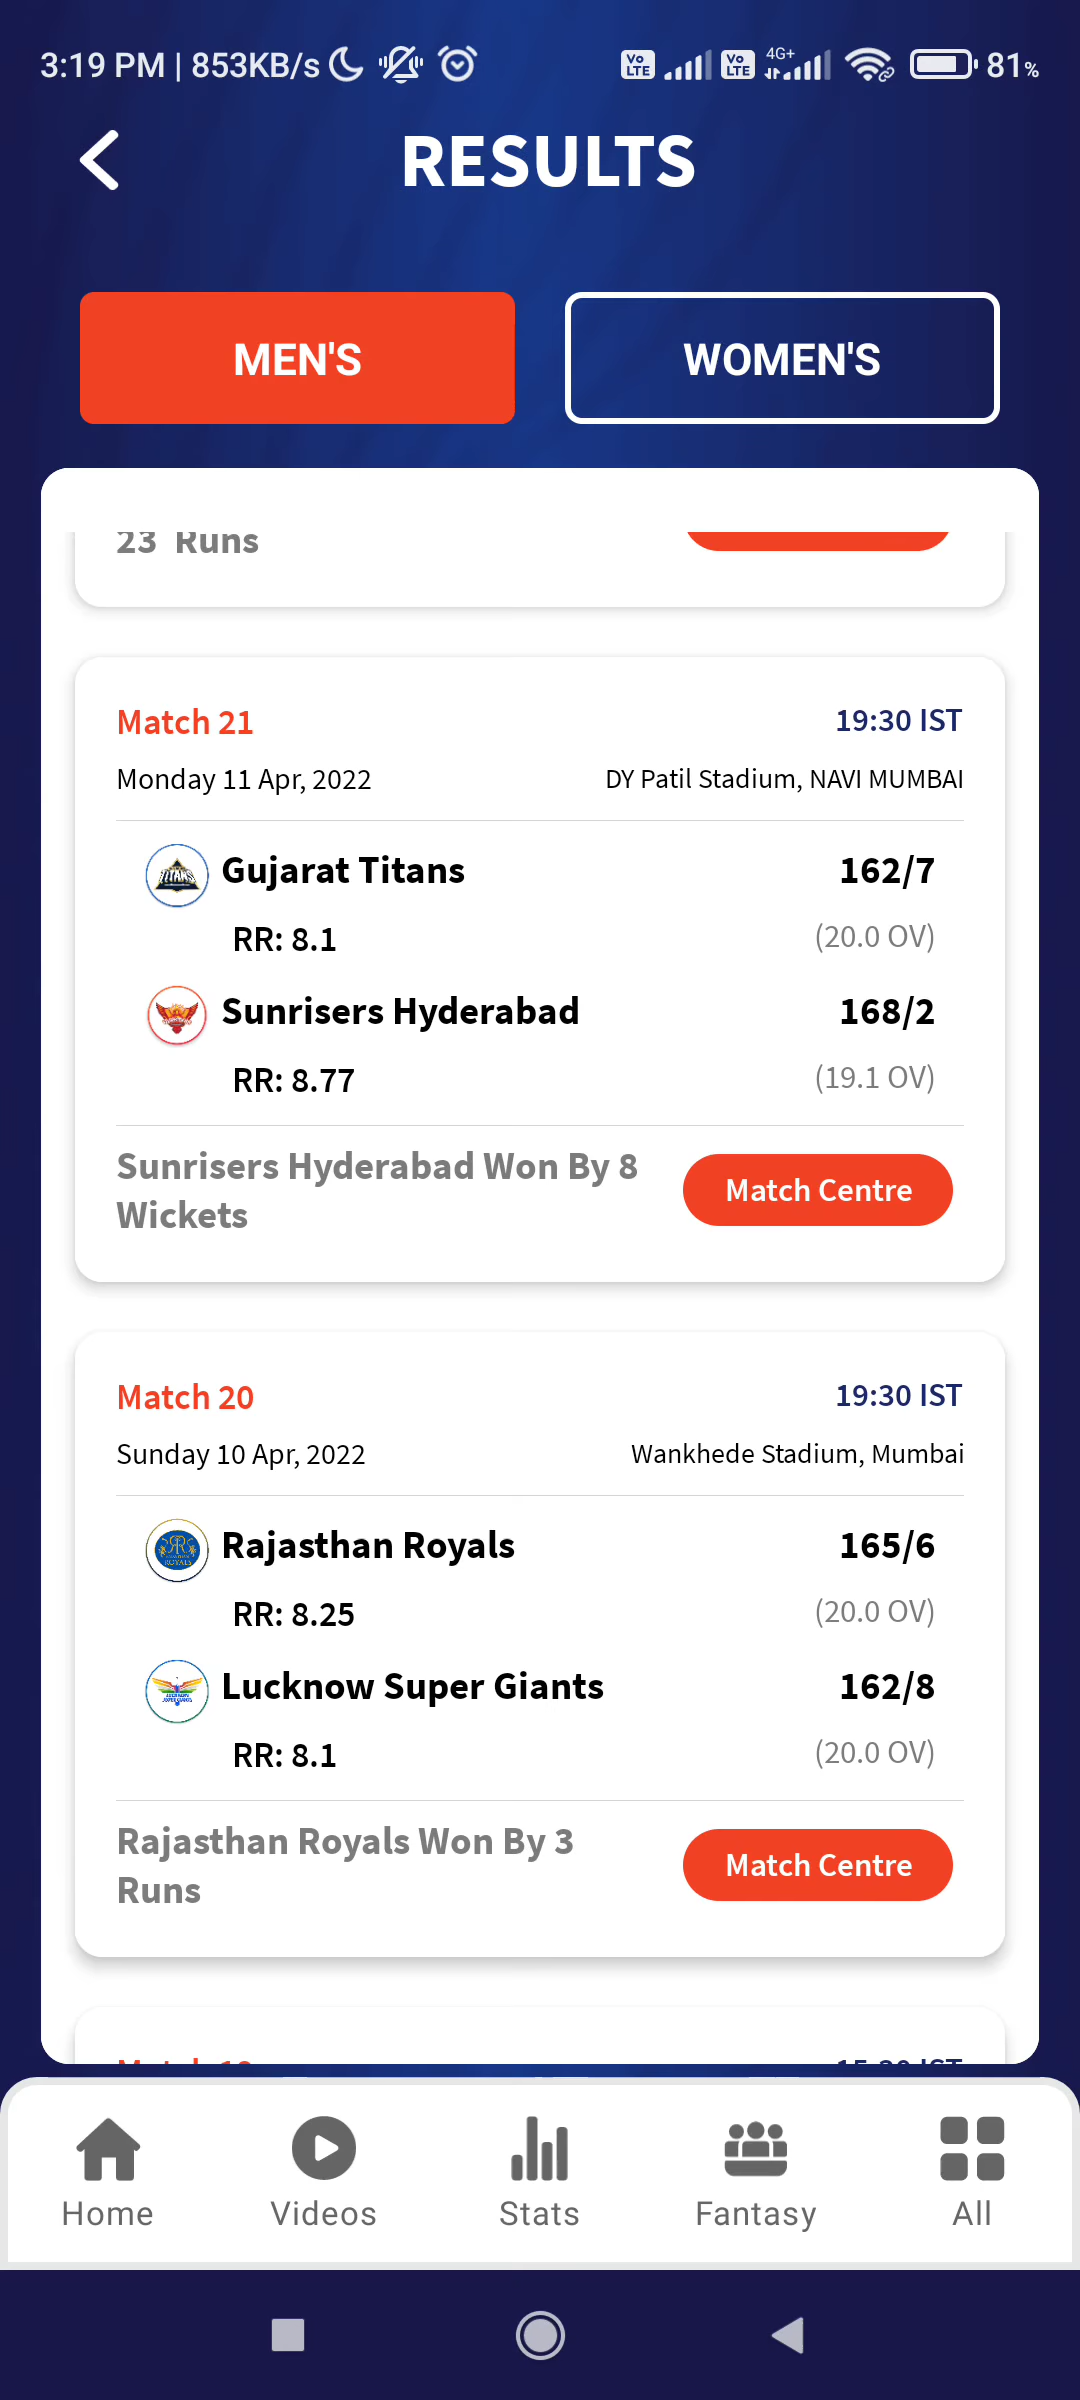 3:19 PM | 853KB/s
Vo LTE Vo LTE 4G+ 81%
RESULTS
MEN'S WOMEN'S
23 Runs
Match 21 19:30 IST
Monday 11 Apr, 2022 DY Patil Stadium, NAVI MUMBAI
Gujarat Titans 162/7
RR: 8.1 (20.0 OV)
Sunrisers Hyderabad 168/2
RR: 8.77 (19.1 OV)
Sunrisers Hyderabad Won By 8
Wickets
Match Centre
Match 20 19:30 IST
Sunday 10 Apr, 2022 Wankhede Stadium, Mumbai
Rajasthan Royals 165/6
RR: 8.25 (20.0 OV)
Lucknow Super Giants 162/8
RR: 8.1 (20.0 OV)
Rajasthan Royals Won By 3
Runs
Match Centre
Home Videos Stats Fantasy All